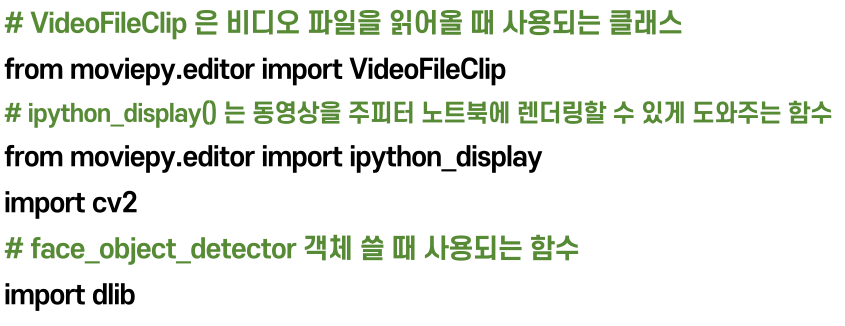 # VideoFileClip 은 비디오 파일을 읽어올 때 사용되는 클래스
from moviepy.editor import VideoFileClip
# ipython_display() 는 동영상을 주피터 노트북에 렌더링할 수 있게 도와주는 함수
from moviepy.editor import ipython_display
import cv2
# face_object_detector 객체 쓸 때 사용되는 함수
import dlib